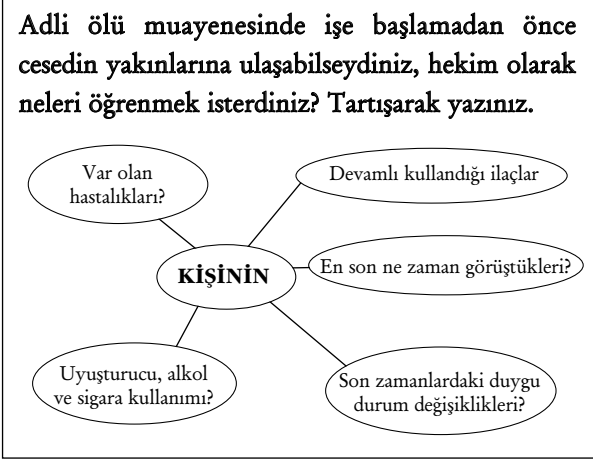 Adli ölü muayenesinde işe başlamadan önce
cesedin yakınlarına ulaşabilseydiniz, hekim olarak
neleri öğrenmek isterdiniz? Tartışarak yazınız.
Var olan
hastalıkları?
Devamlı kullandığı ilaçlar
KİŞİNİN
En son ne zaman görüştükleri?
Uyuşturucu, alkol
ve sigara kullanımı?
Son zamanlardaki duygu
durum değişiklikleri?